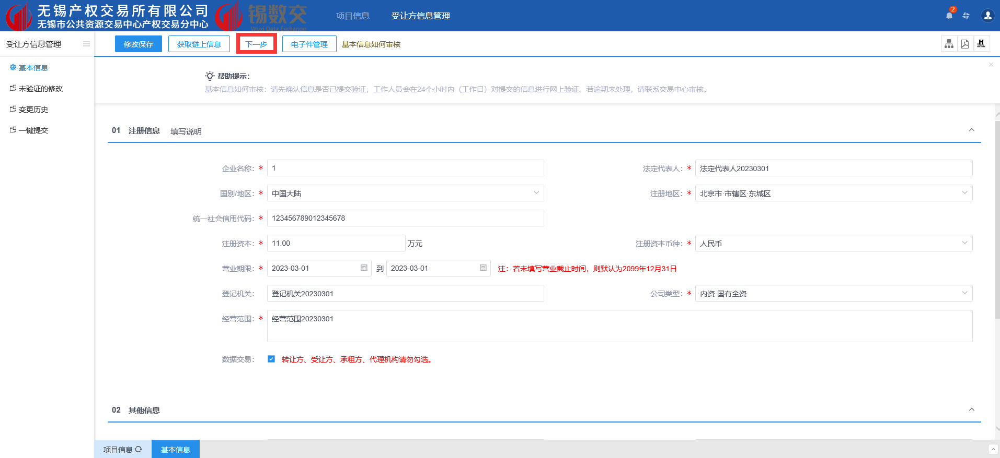 无锡产权交易所有限公司
无锡市公共资源交易中心产权交易分中心
锡数交
Wuxi Data Exchange
项目信息 受让方信息管理
2
受让方信息管理
修改保存 获取链上信息 下一步 电子件管理 基本信息如何审核
H
HISTORY
基本信息
未验证的修改
变更历史
一键提交
帮助提示:
基本信息如何审核：请先确认信息是否已提交验证，工作人员会在24个小时内（工作日）对提交的信息进行网上验证。若逾期未处理，请联系交易中心审核。
01 注册信息 填写说明
企业名称: * 1 法定代表人: * 法定代表人20230301
国别/地区: * 中国大陆 注册地区: * 北京市·市辖区·东城区
统一社会信用代码: * 123456789012345678
注册资本: * 11.00 万元 注册资本币种: * 人民币
营业期限: * 2023-03-01 到 2023-03-01 注：若未填写营业截止时间，则默认为2099年12月31日
登记机关: 登记机关20230301 公司类型: * 内资·国有全资
经营范围: * 经营范围20230301
数据交易: 转让方、受让方、承租方、代理机构请勿勾选。
02 其他信息
项目信息 基本信息